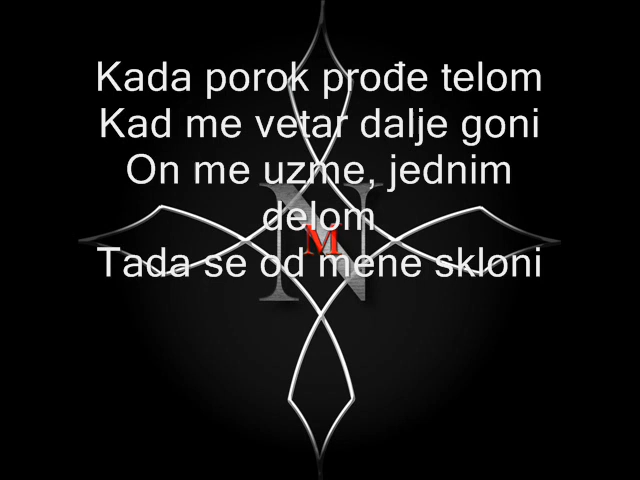 Kada porok prođe telom
Kad me vetar dalje goni
On me uzme, jednim
delom
N
M
Tada se od mene skloni